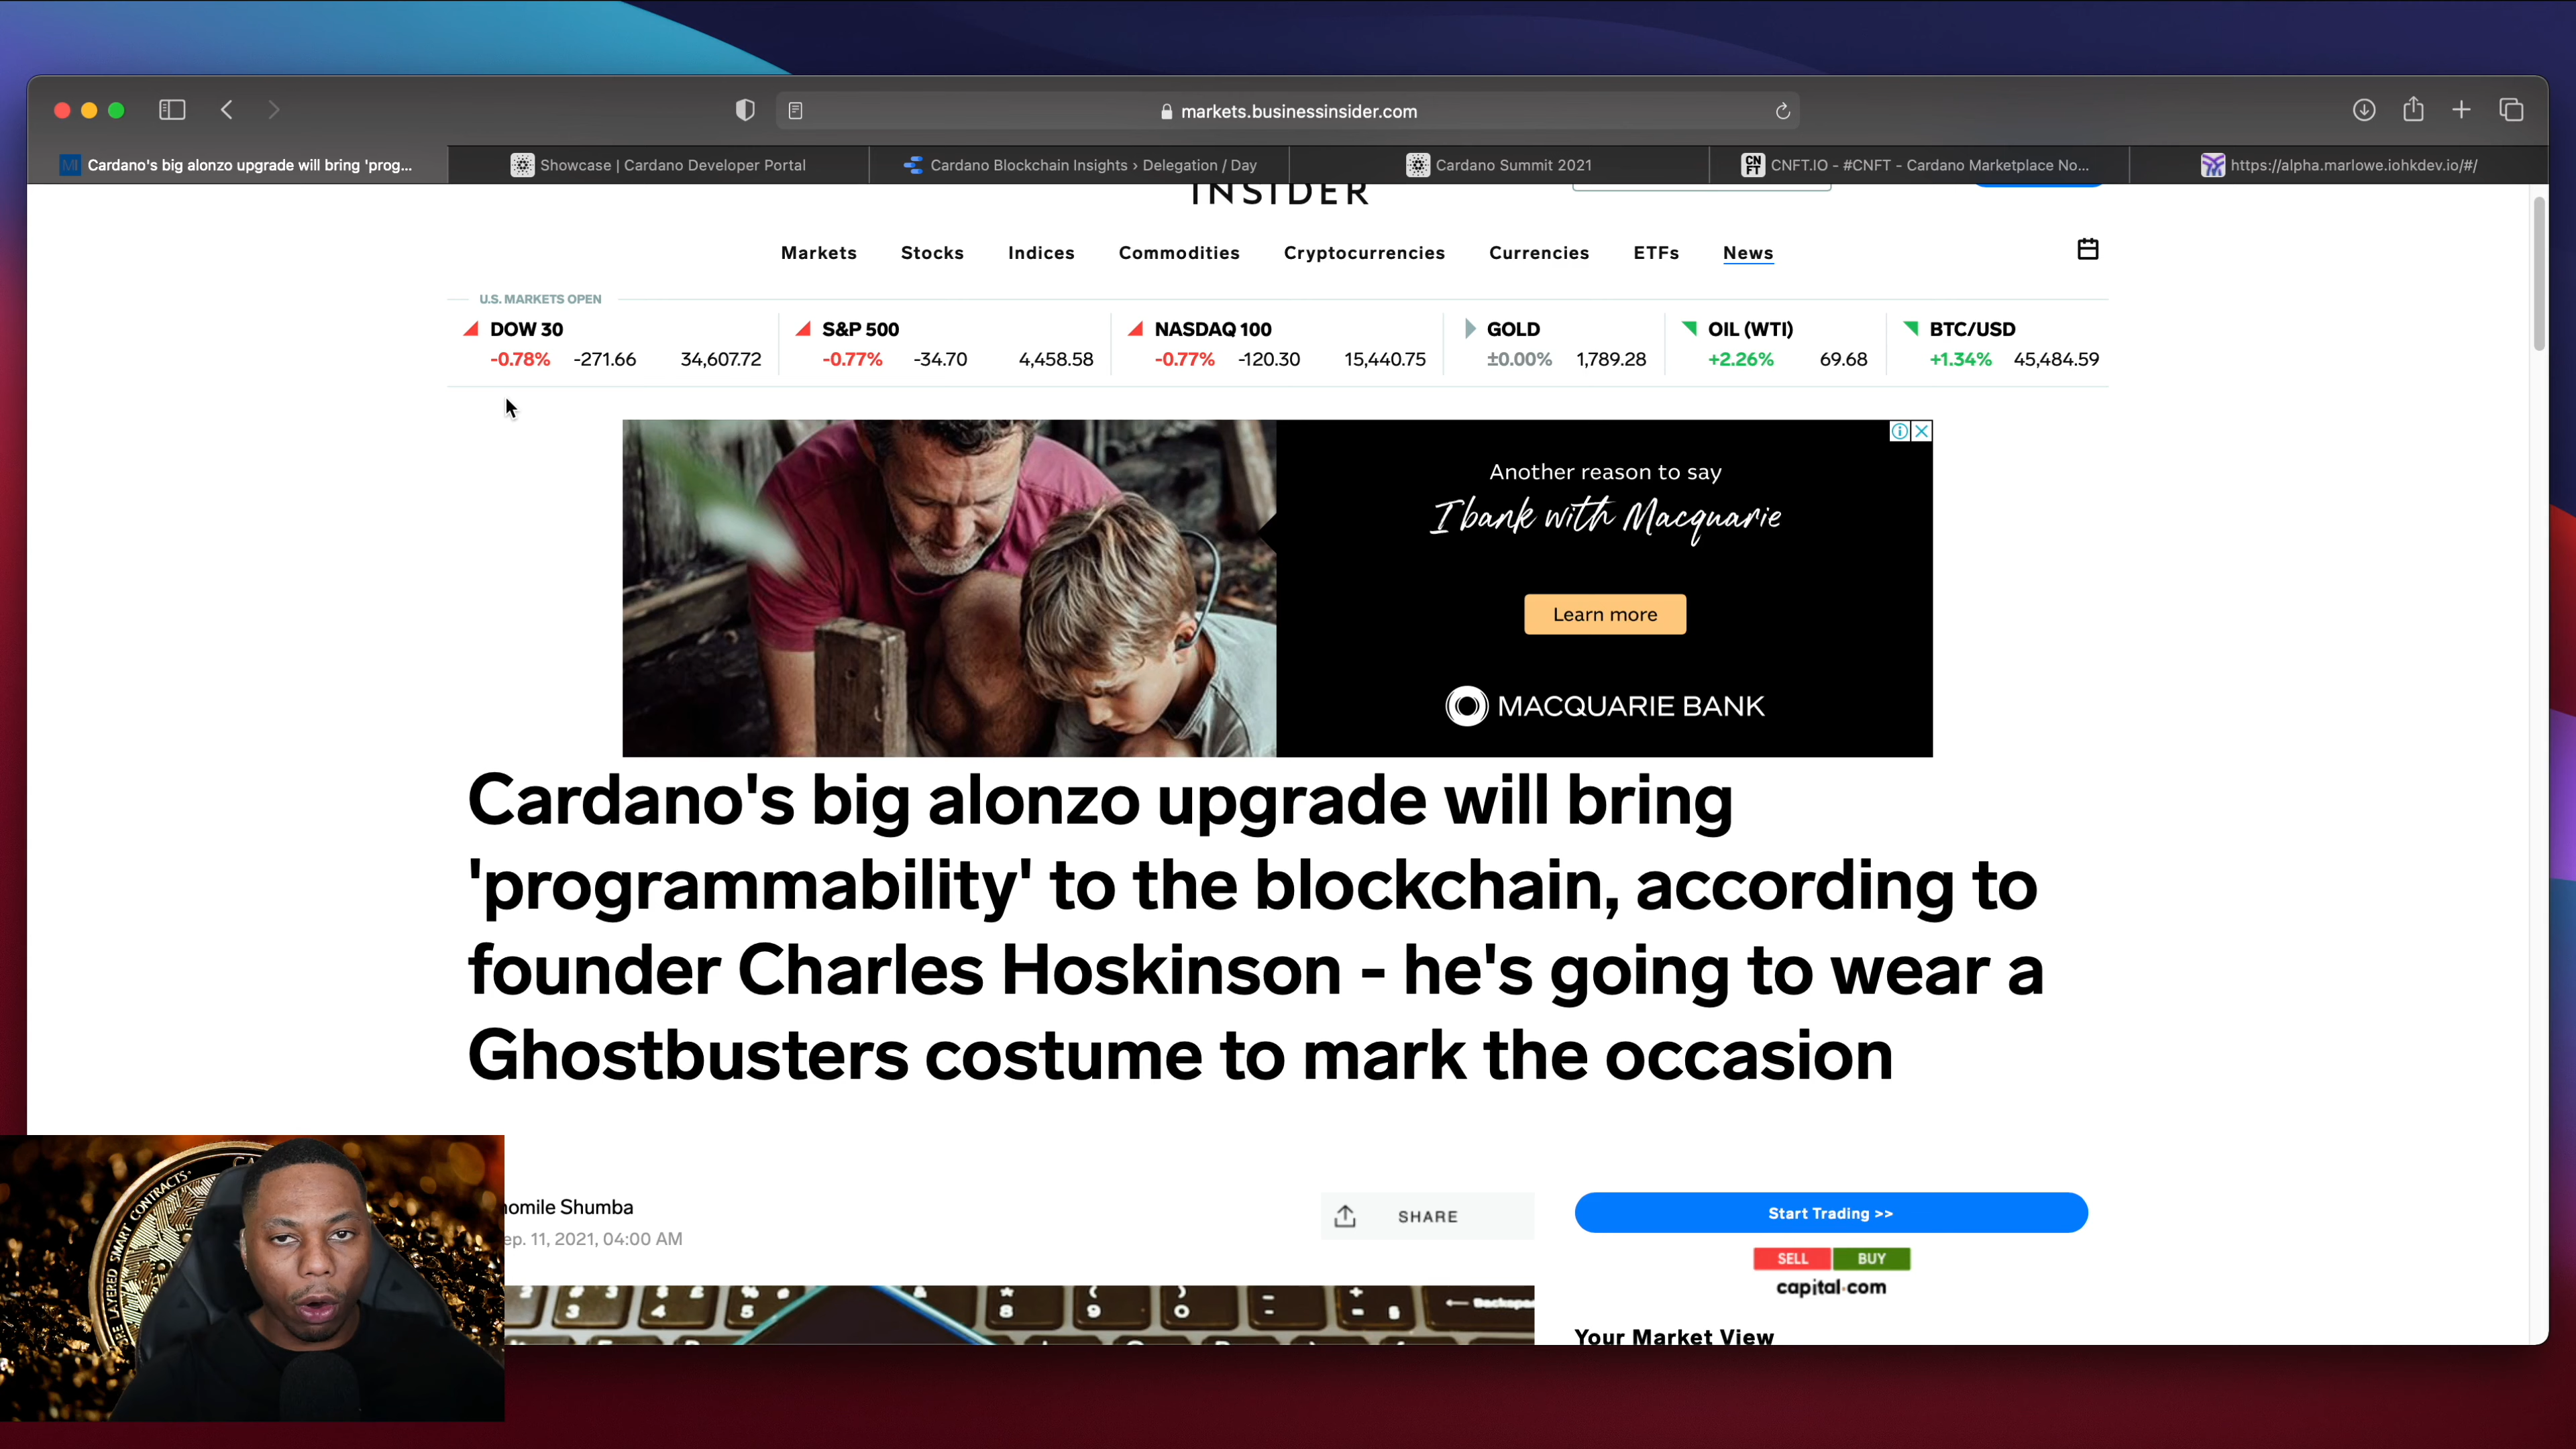 markets.businessinsider.com
Cardano's big alonzo upgrade will bring 'prog...
Showcase | Cardano Developer Portal
Cardano Blockchain Insights › Delegation / Day
Cardano Summit 2021
CNFT.IO - #CNFT - Cardano Marketplace No...
https://alpha.marlowe.iohkdev.io/#/
INSIDER
Markets Stocks Indices Commodities Cryptocurrencies Currencies ETFs News
U.S. MARKETS OPEN
DOW 30 S&P 500 NASDAQ 100 GOLD OIL (WTI) BTC/USD
-0.78% -271.66 34,607.72 -0.77% -34.70 4,458.58 -0.77% -120.30 15,440.75 ±0.00% 1,789.28 +2.26% 69.68 +1.34% 45,484.59
Another reason to say
I bank with Macquarie
Learn more
MACQUARIE BANK
Cardano's big alonzo upgrade will bring
'programmability' to the blockchain, according to
founder Charles Hoskinson - he's going to wear a
Ghostbusters costume to mark the occasion
Shumba
11, 2021, 04:00 AM
SHARE
Start Trading >>
SELL BUY
capital.com
Your Market View
LAYERED SMART CONTRACTS